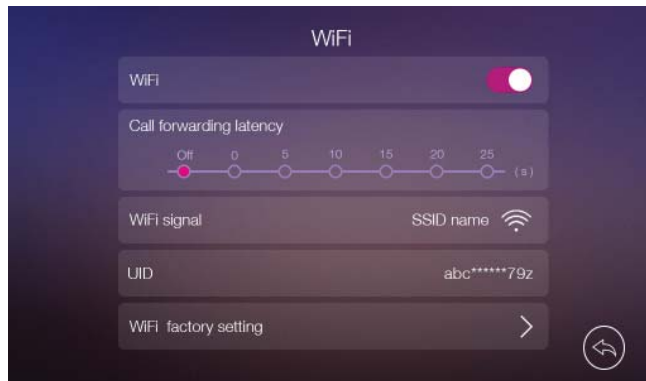 WiFi
WiFi
Call forwarding latency
Off 0 5 10 15 20 25 (s)
WiFi signal SSID name
UID abc******79z
WiFi factory setting